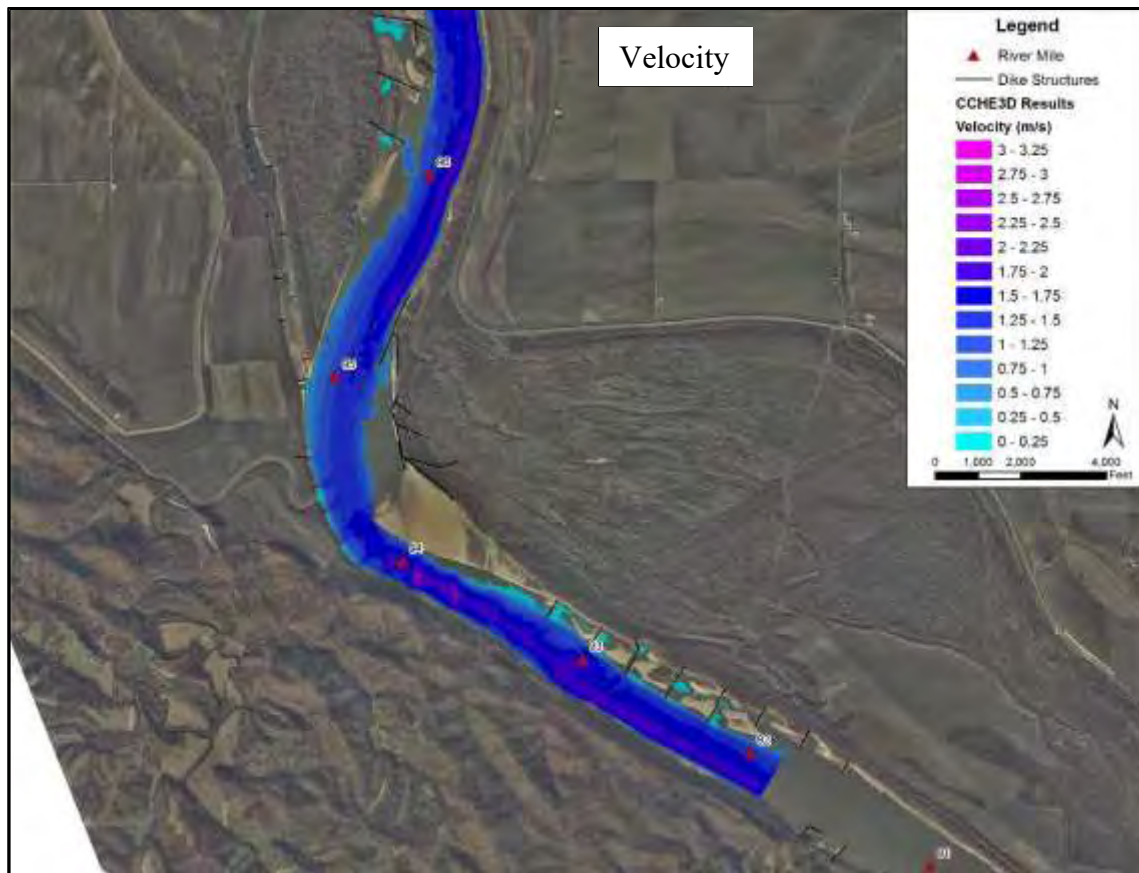 Velocity
Legend
River Mile
Dike Structures
CCHE3D Results
Velocity (m/s)
3 - 3.25
2.75 - 3
2.5 - 2.75
2.25 - 2.5
2 - 2.25
1.75 - 2
1.5 - 1.75
1.25 - 1.5
1 - 1.25
0.75 - 1
0.5 - 0.75
0.25 - 0.5
0 - 0.25
N
0 1,000 2,000 4,000
Feet